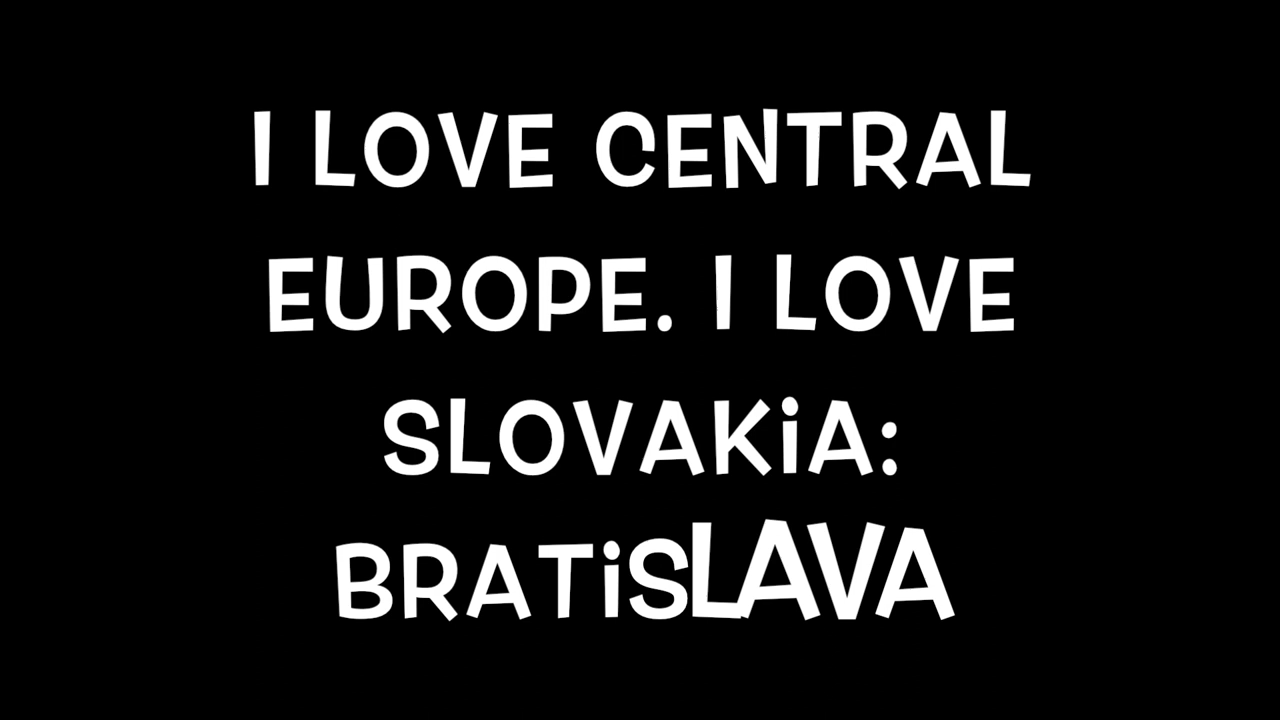 I LOVE CENTRAL
EUROPE. I LOVE
SLOVAKiA:
BRATiSLAVA